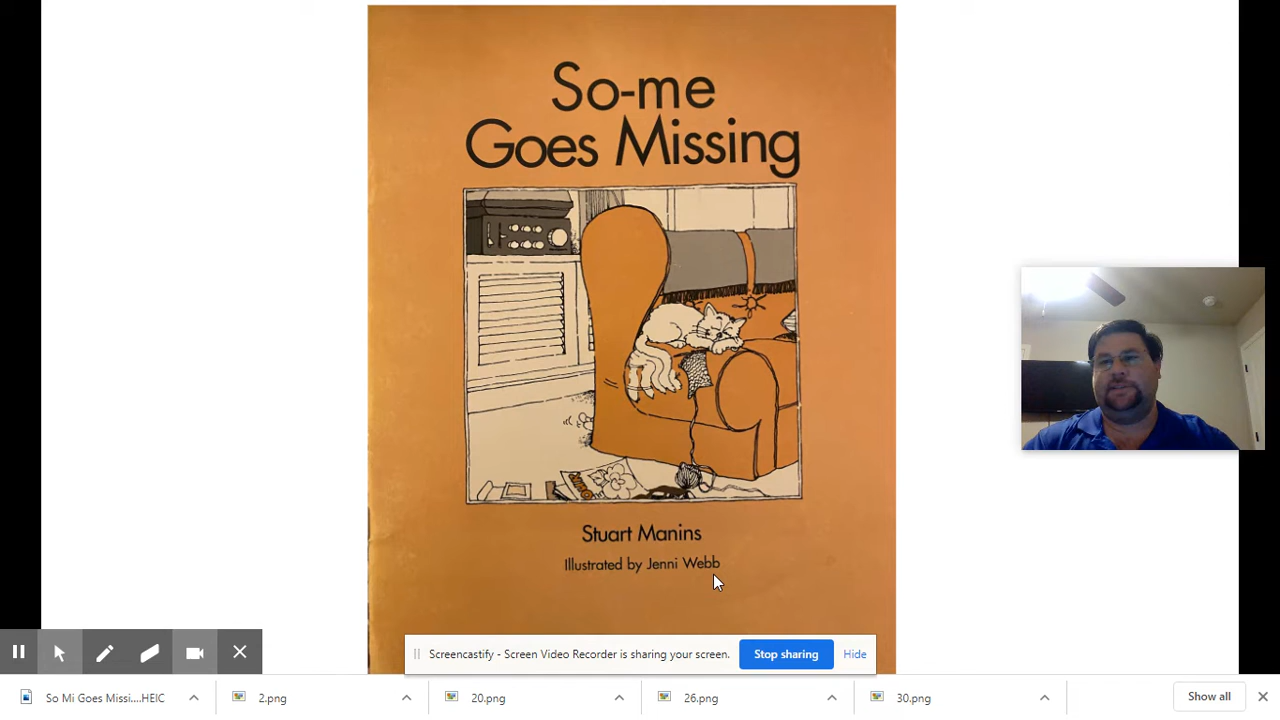 So-me
Goes Missing
Stuart Manins
Illustrated by Jenni Webb
Screencastify - Screen Video Recorder is sharing your screen.
Stop sharing
Hide
So Mi Goes Missi....HEIC
2.png
20.png
26.png
30.png
Show all